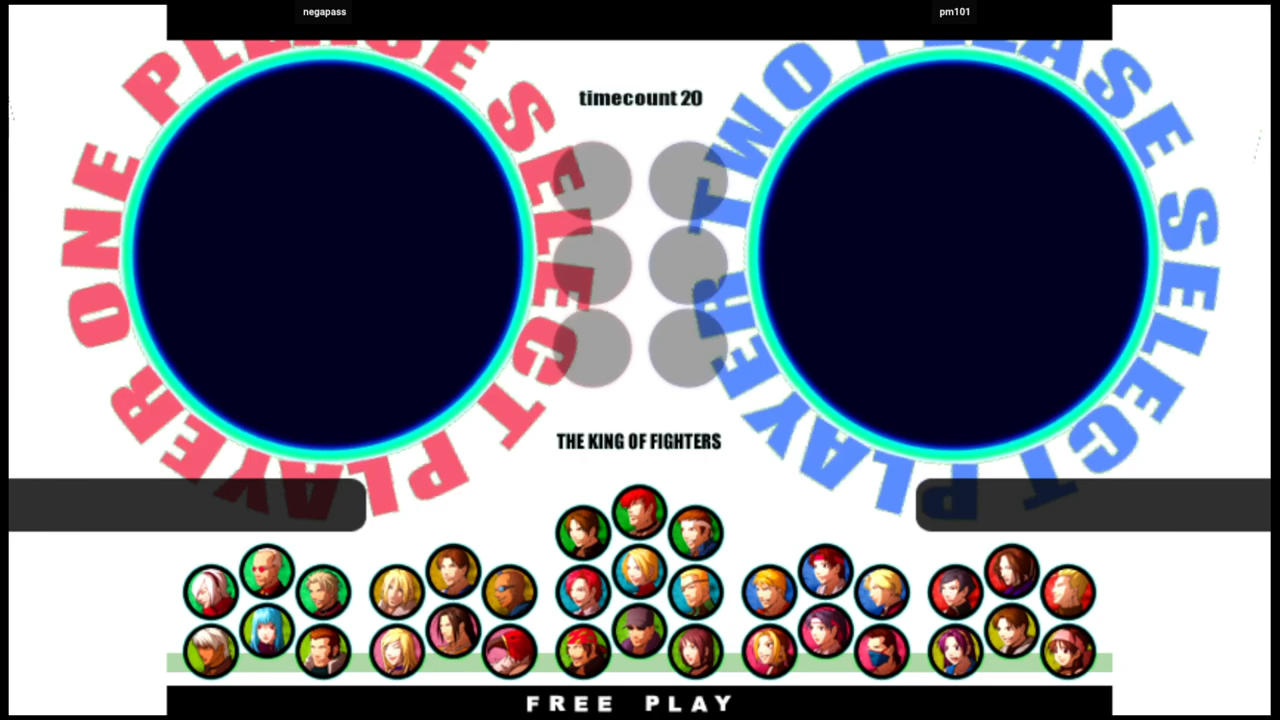 negapass
pm101
PLAYER ONE PLEASE SELECT
PLAYER TWO PLEASE SELECT
timecount 20
THE KING OF FIGHTERS
FREE PLAY